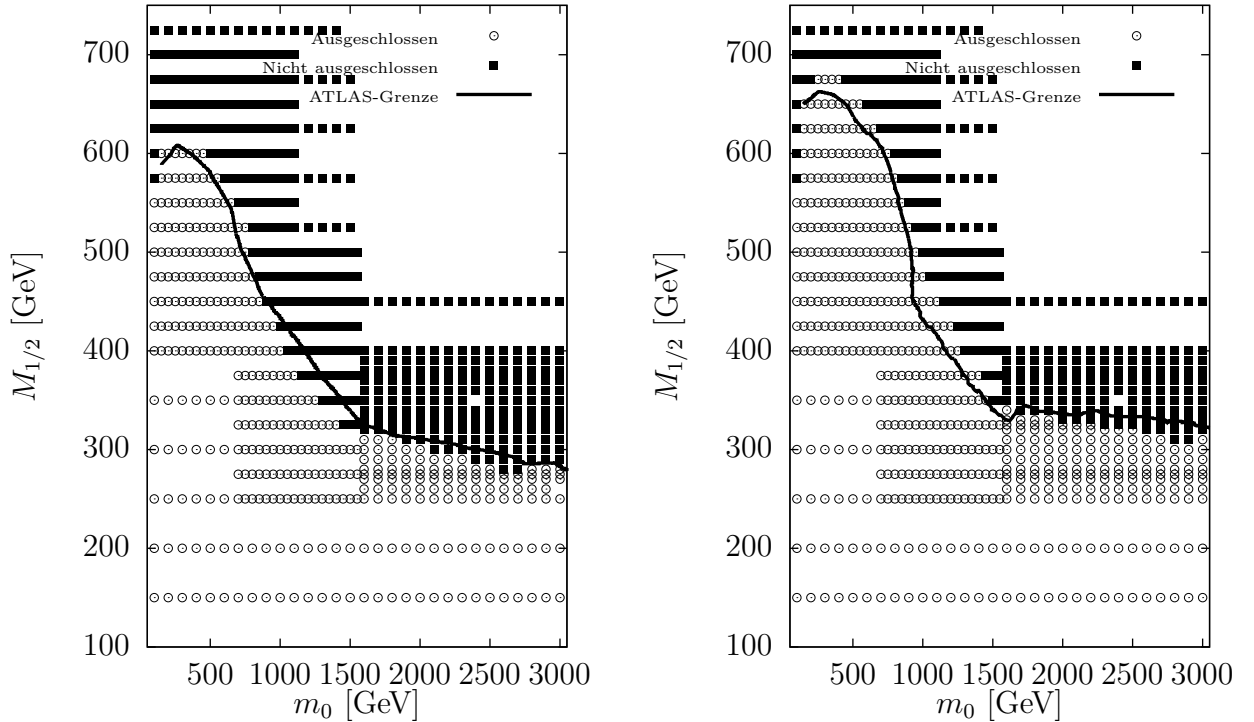 700
600
500
400
300
200
100
M1/2 [GeV]
500 1000 1500 2000 2500 3000
m0 [GeV]
Ausgeschlossen
Nicht ausgeschlossen
ATLAS-Grenze
700
600
500
400
300
200
100
M1/2 [GeV]
500 1000 1500 2000 2500 3000
m0 [GeV]
Ausgeschlossen
Nicht ausgeschlossen
ATLAS-Grenze